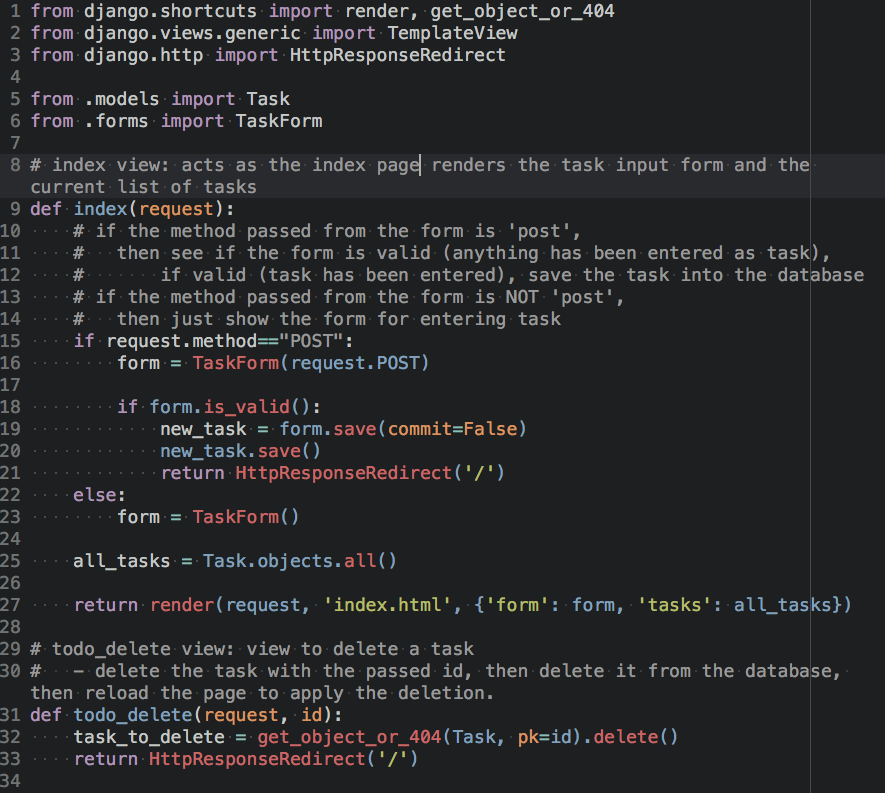 1 from django.shortcuts import render, get_object_or_404
2 from django.views.generic import TemplateView
3 from django.http import HttpResponseRedirect
4
5 from .models import Task
6 from .forms import TaskForm
7
8 # index view: acts as the index page renders the task input form and the
current list of tasks
9 def index(request):
10     # if the method passed from the form is 'post',
11     #   then see if the form is valid (anything has been entered as task),
12     #       if valid (task has been entered), save the task into the database
13     # if the method passed from the form is NOT 'post',
14     #   then just show the form for entering task
15     if request.method=="POST":
16         form = TaskForm(request.POST)
17
18         if form.is_valid():
19             new_task = form.save(commit=False)
20             new_task.save()
21             return HttpResponseRedirect('/')
22     else:
23         form = TaskForm()
24
25     all_tasks = Task.objects.all()
26
27     return render(request, 'index.html', {'form': form, 'tasks': all_tasks})
28
29 # todo_delete view: view to delete a task
30 #   - delete the task with the passed id, then delete it from the database,
then reload the page to apply the deletion.
31 def todo_delete(request, id):
32     task_to_delete = get_object_or_404(Task, pk=id).delete()
33     return HttpResponseRedirect('/')
34